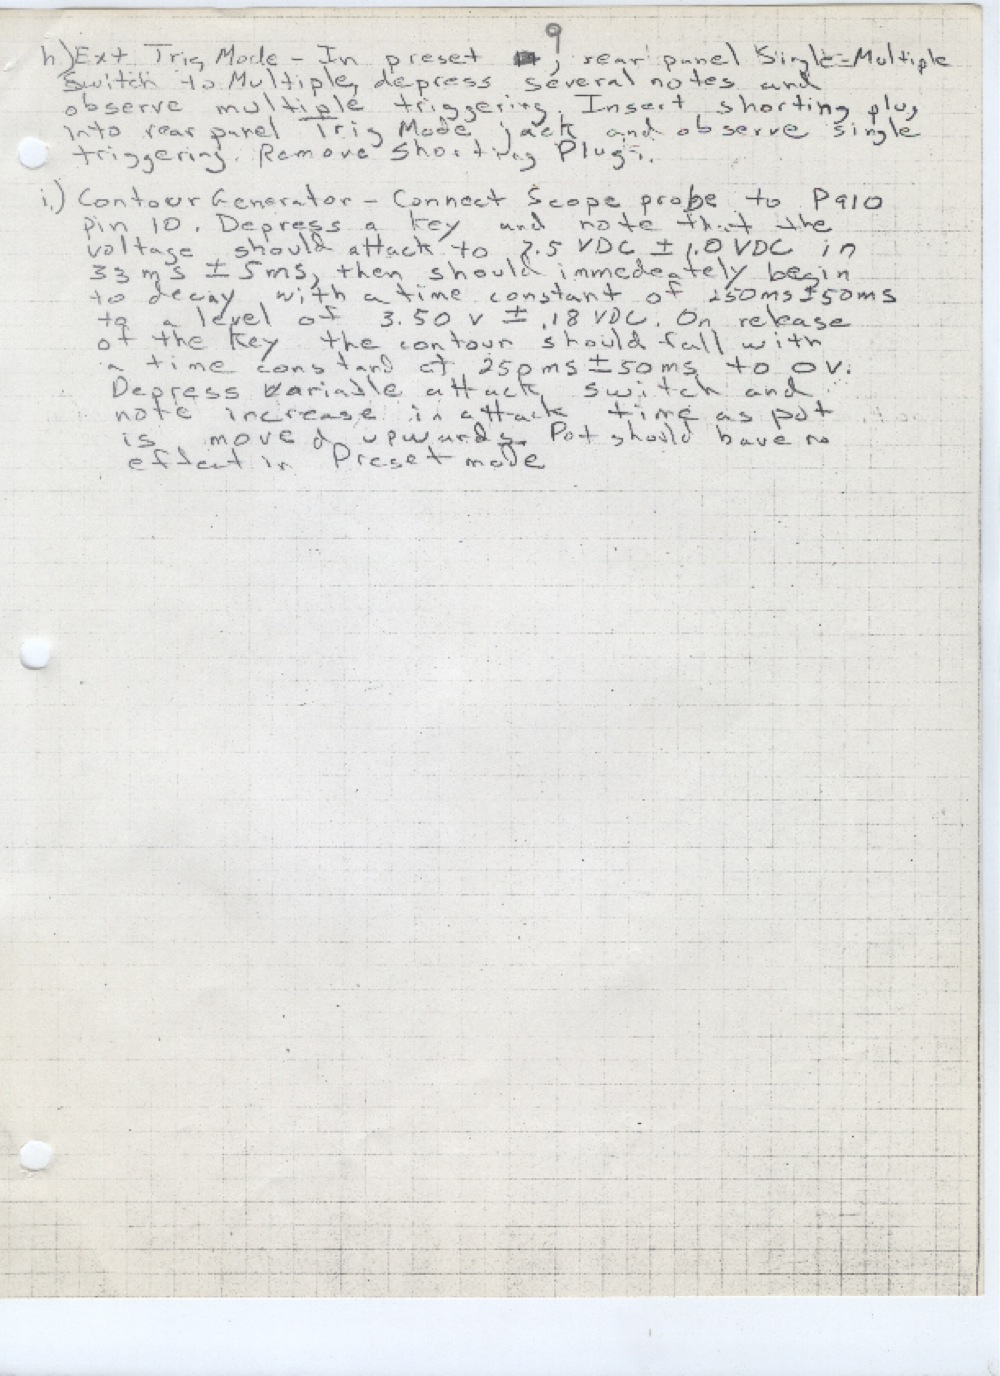 9
h) Ext Trig Mode - In preset , rear panel Single-Multiple
Switch to Multiple, depress several notes and
observe multiple triggering. Insert shorting plug
into rear panel Trig Mode jack and observe single
triggering. Remove Shorting Plug.
i.) Contour Generator - Connect Scope probe to P910
pin 10. Depress a key and note that the
voltage should attack to 7.5 VDC ± 1.0 VDC in
33 ms ± 5ms, then should immedeately begin
to decay with a time constant of 250ms±50ms
to a level of 3.50 v ± .18 VDC. On release
of the key the contour should fall with
a time constand of 250ms±50ms to 0V.
Depress Variable attack switch and
note increase in attack time as pot
is moved upwards. Pot should have no
effect in Preset mode